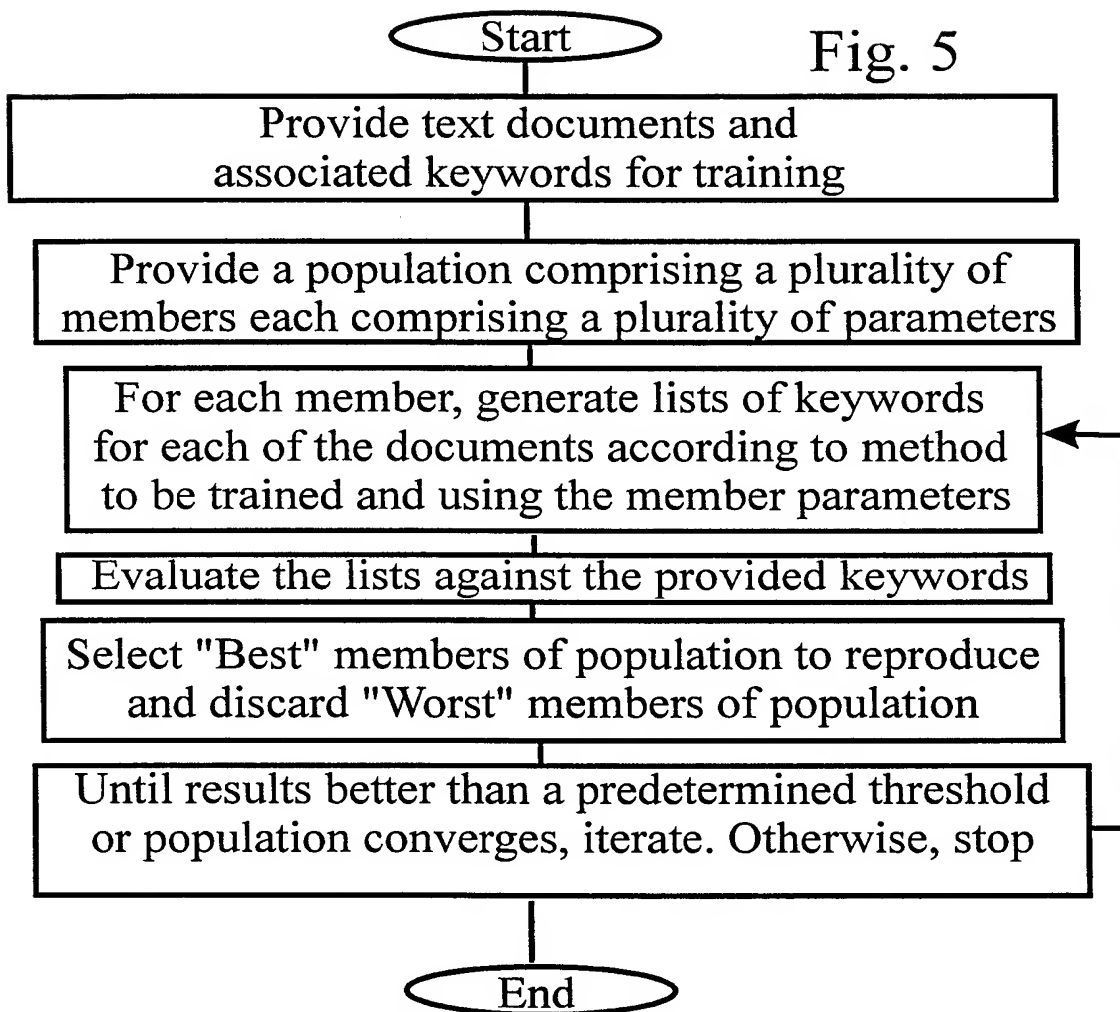 Start
Fig. 5
Provide text documents and
associated keywords for training
Provide a population comprising a plurality of
members each comprising a plurality of parameters
For each member, generate lists of keywords
for each of the documents according to method
to be trained and using the member parameters
Evaluate the lists against the provided keywords
Select "Best" members of population to reproduce
and discard "Worst" members of population
Until results better than a predetermined threshold
or population converges, iterate. Otherwise, stop
End